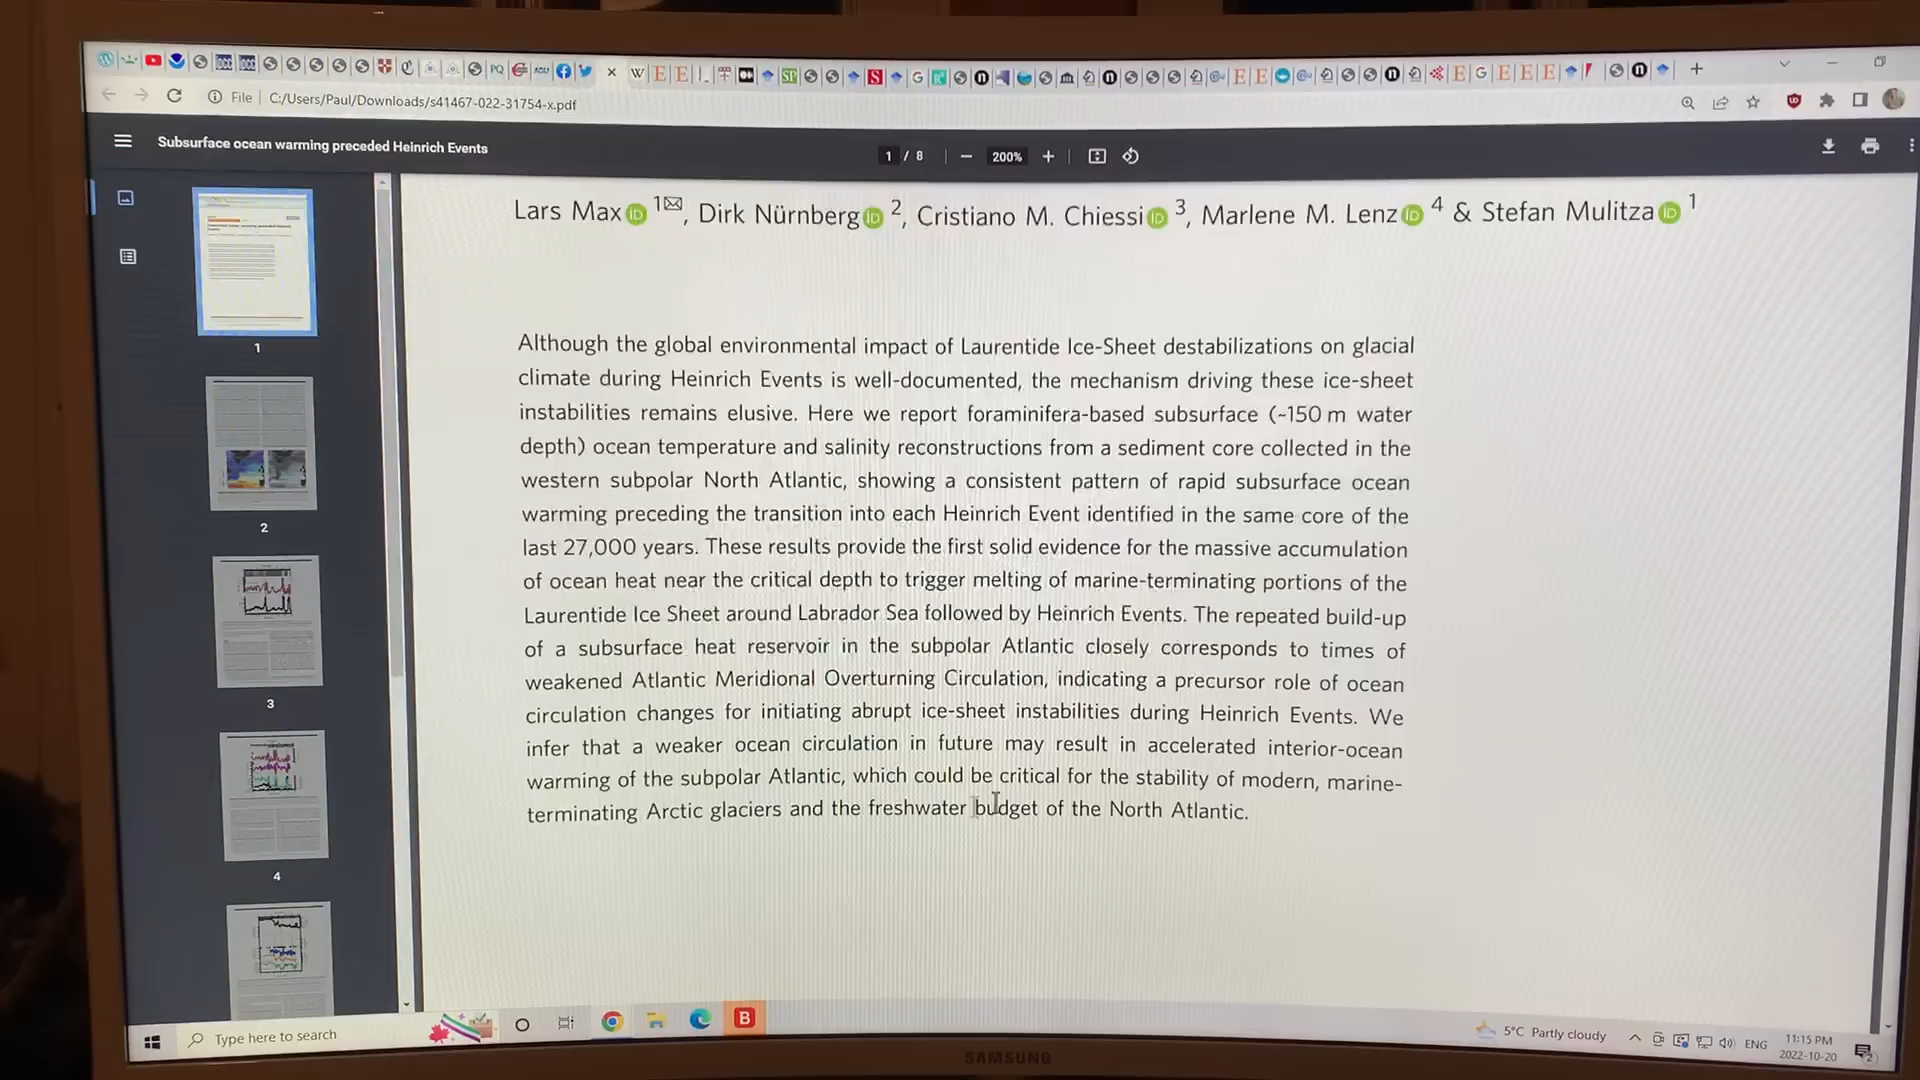 File C:/Users/Paul/Downloads/s41467-022-31754-x.pdf
Subsurface ocean warming preceded Heinrich Events
1 / 8 200%
Lars Max 1, Dirk Nürnberg 2, Cristiano M. Chiessi 3, Marlene M. Lenz 4 & Stefan Mulitza 1
Although the global environmental impact of Laurentide Ice-Sheet destabilizations on glacial
climate during Heinrich Events is well-documented, the mechanism driving these ice-sheet
instabilities remains elusive. Here we report foraminifera-based subsurface (~150 m water
depth) ocean temperature and salinity reconstructions from a sediment core collected in the
western subpolar North Atlantic, showing a consistent pattern of rapid subsurface ocean
warming preceding the transition into each Heinrich Event identified in the same core of the
last 27,000 years. These results provide the first solid evidence for the massive accumulation
of ocean heat near the critical depth to trigger melting of marine-terminating portions of the
Laurentide Ice Sheet around Labrador Sea followed by Heinrich Events. The repeated build-up
of a subsurface heat reservoir in the subpolar Atlantic closely corresponds to times of
weakened Atlantic Meridional Overturning Circulation, indicating a precursor role of ocean
circulation changes for initiating abrupt ice-sheet instabilities during Heinrich Events. We
infer that a weaker ocean circulation in future may result in accelerated interior-ocean
warming of the subpolar Atlantic, which could be critical for the stability of modern, marine-
terminating Arctic glaciers and the freshwater budget of the North Atlantic.
1
2
3
4
Type here to search
5°C Partly cloudy
ENG
11:15 PM
2022-10-20
SAMSUNG